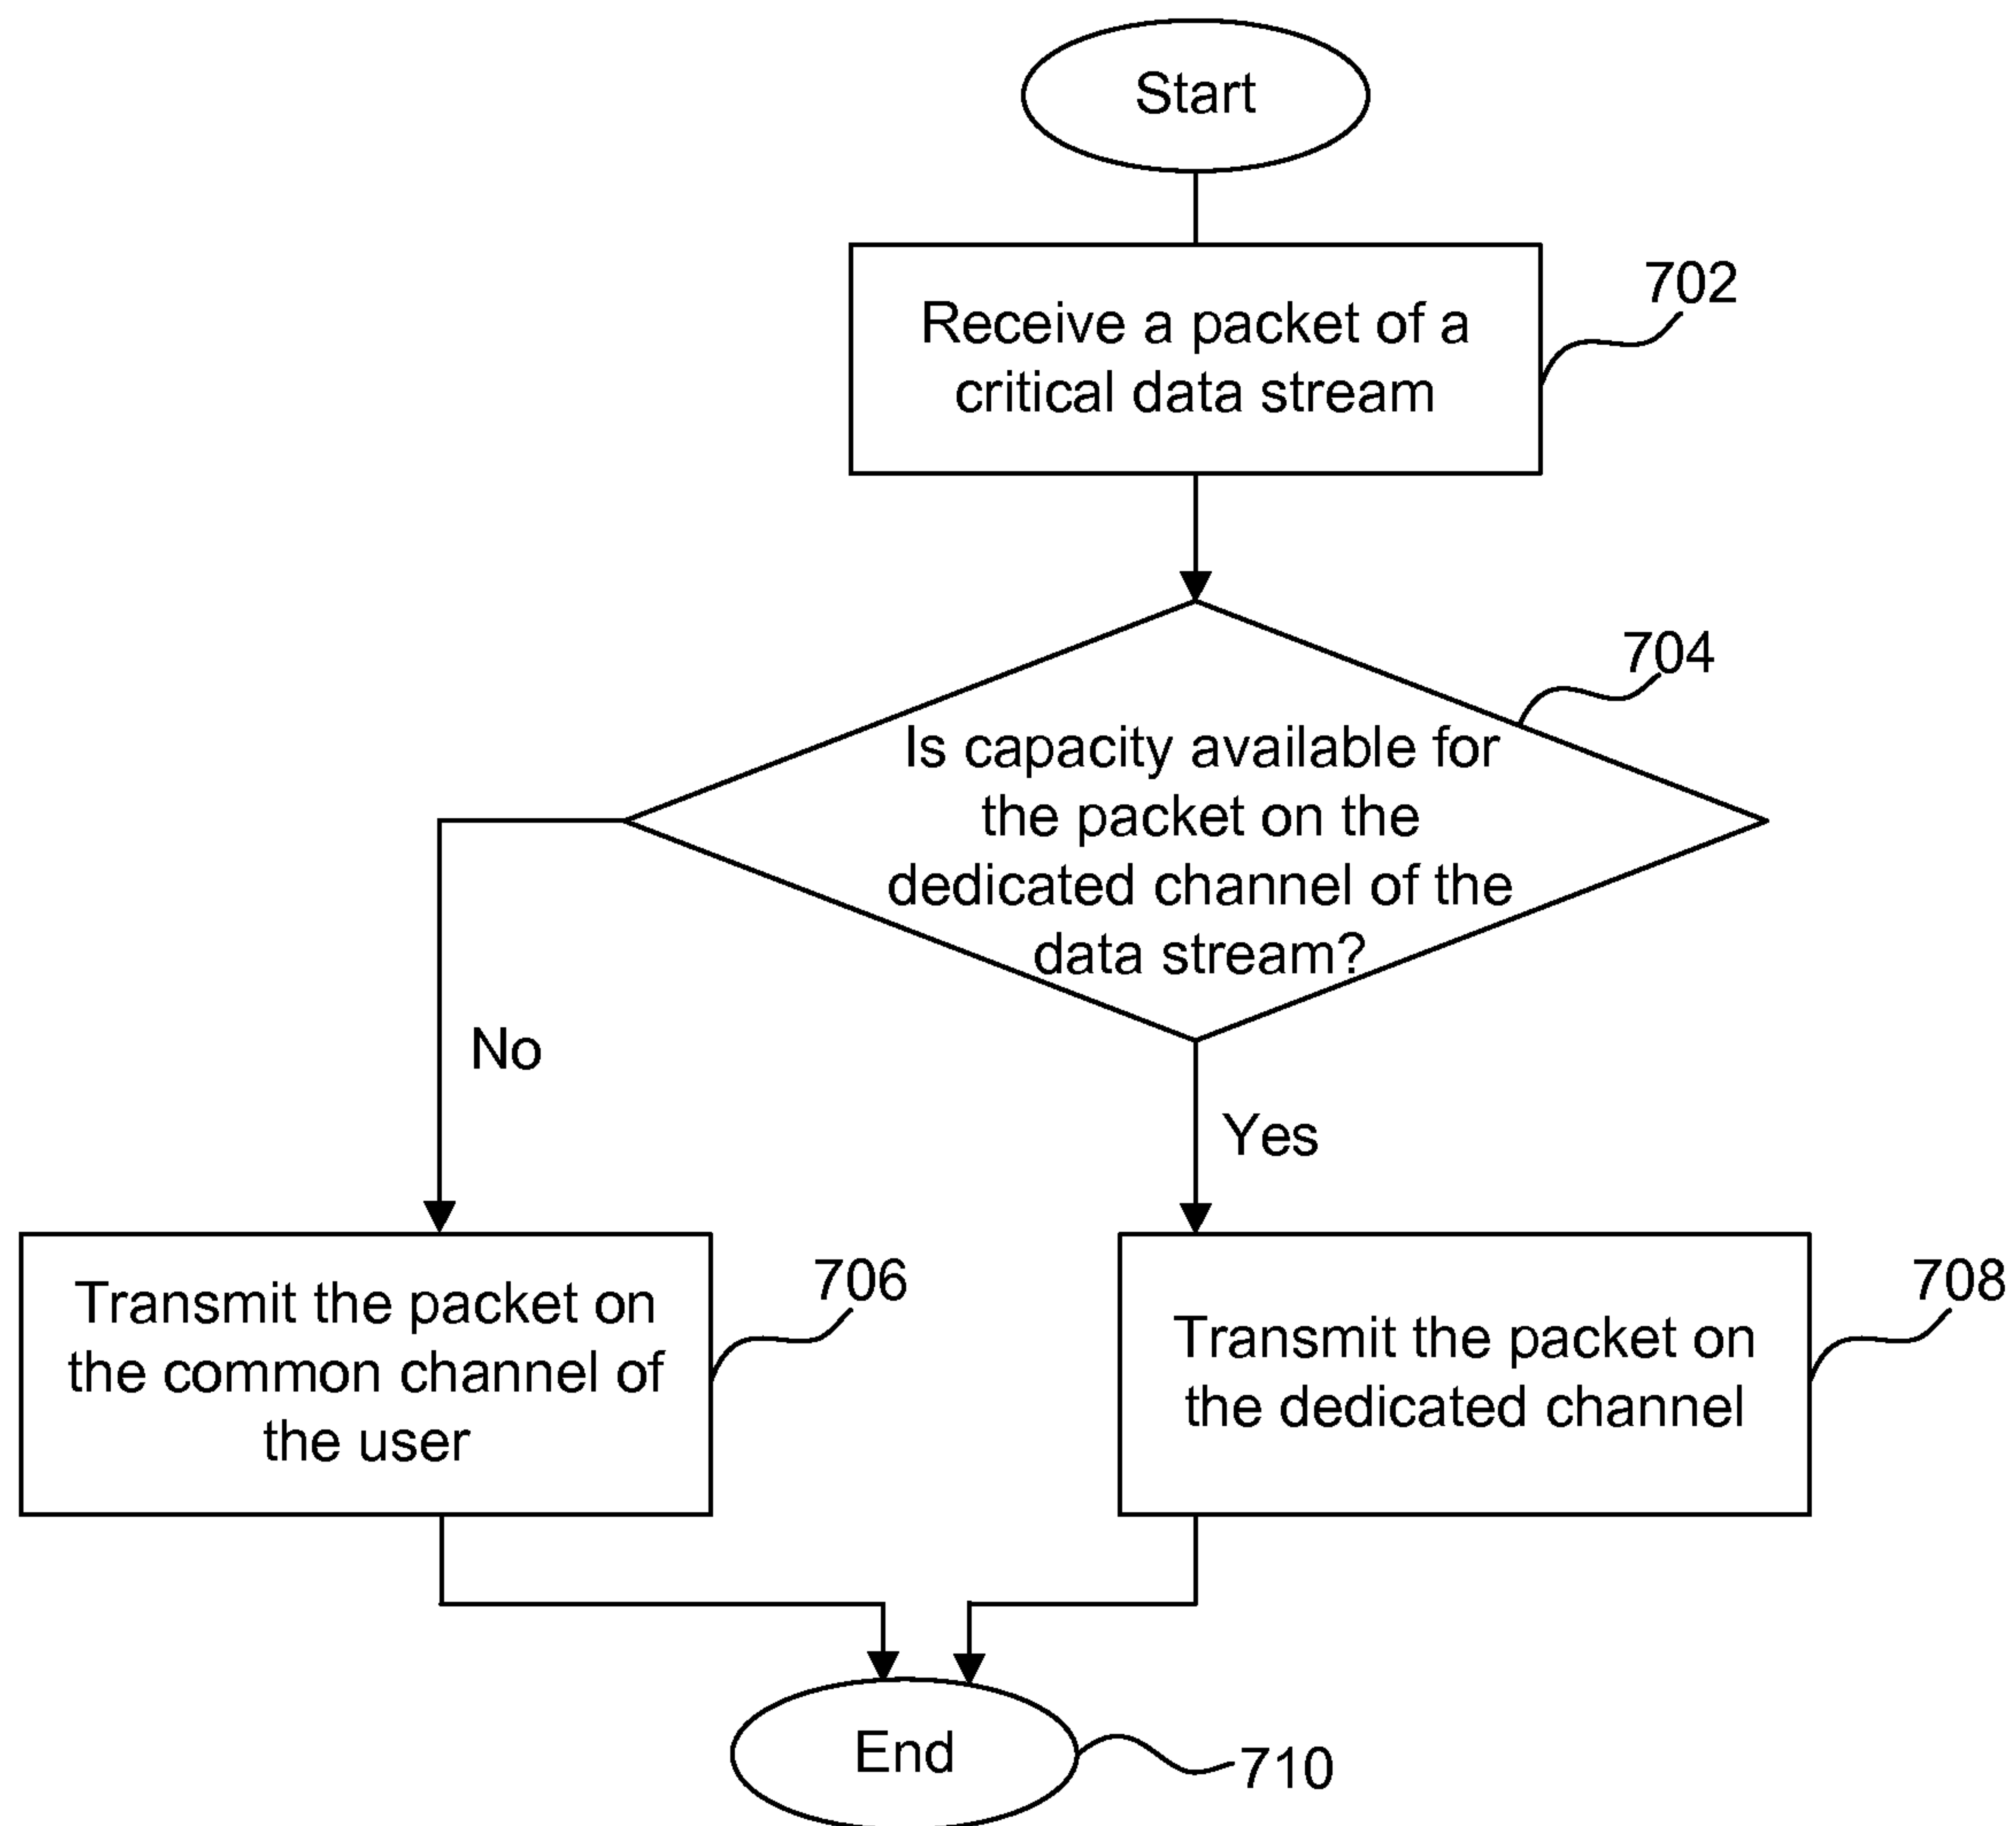 Start
Receive a packet of a
critical data stream
702
704
Is capacity available for
the packet on the
dedicated channel of the
data stream?
No
Yes
Transmit the packet on
the common channel of
the user
706
Transmit the packet on
the dedicated channel
708
End
710